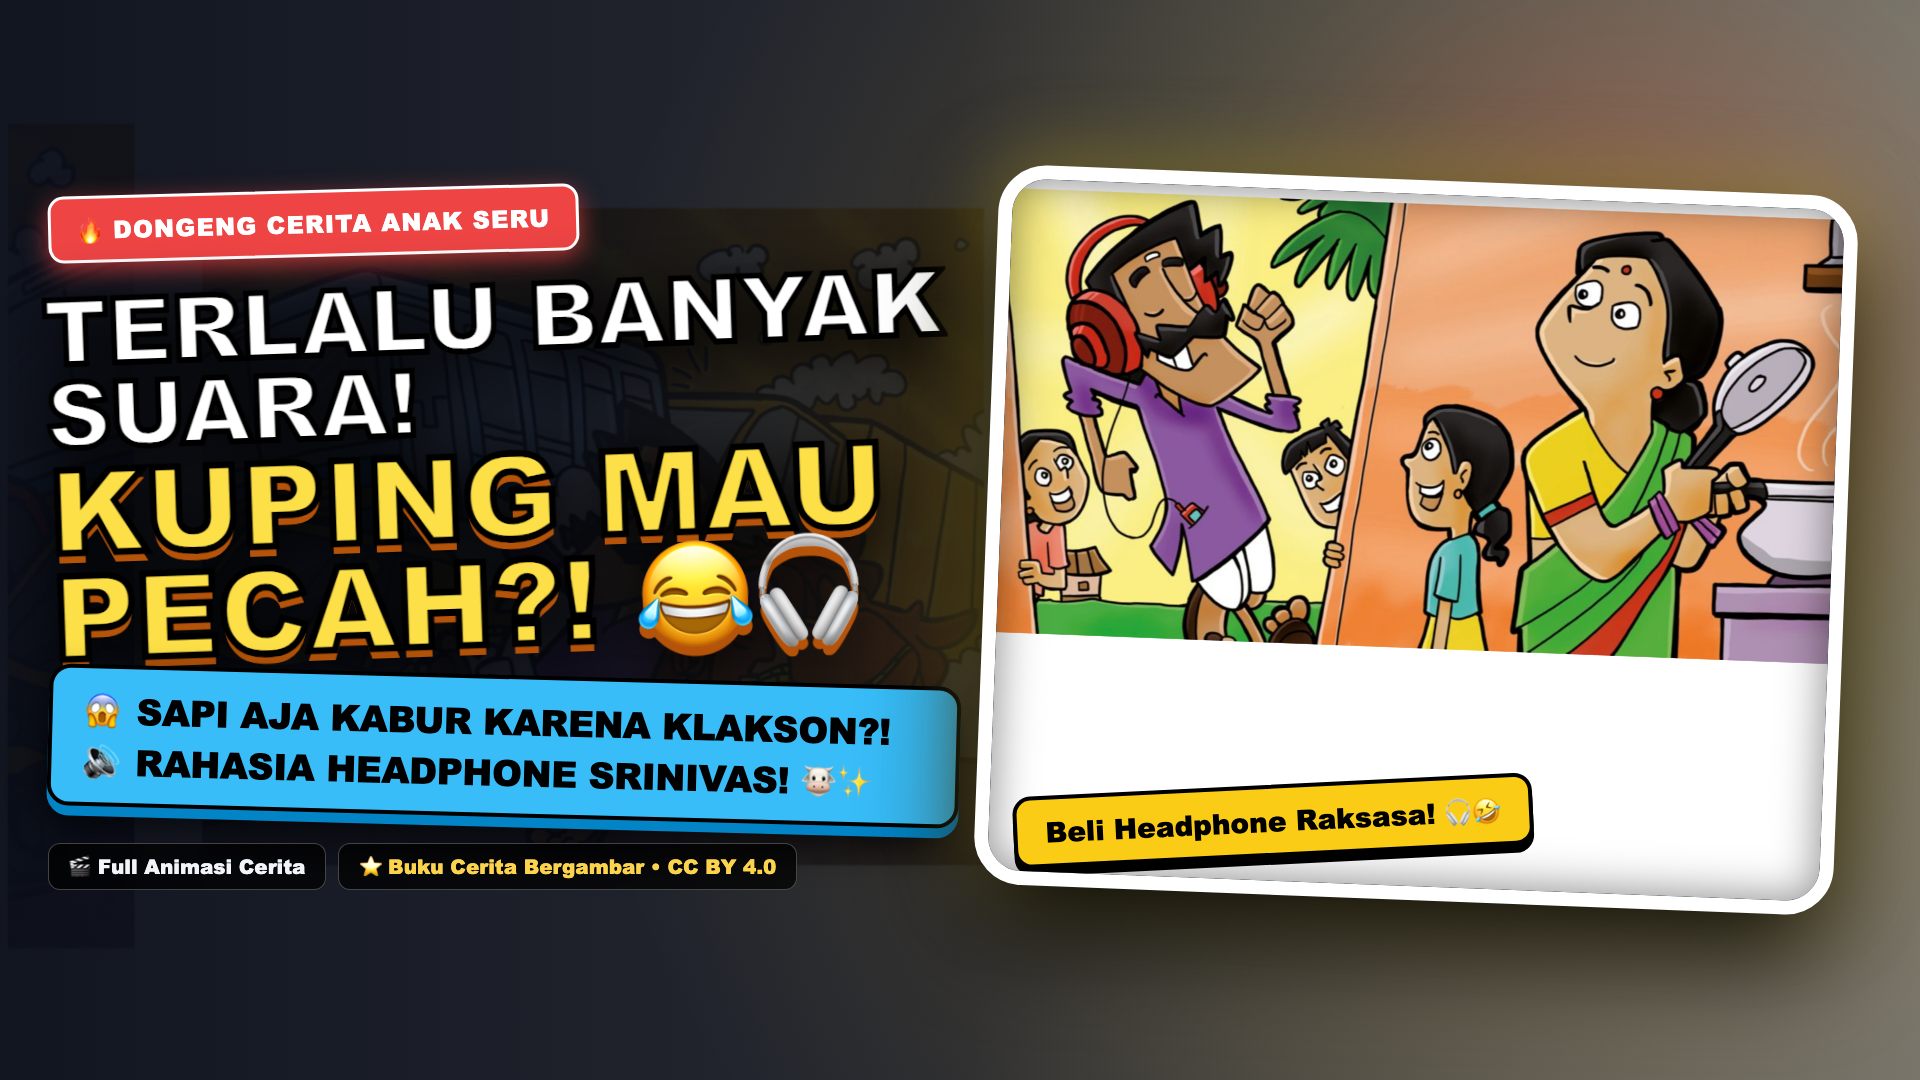 🔥 DONGENG CERITA ANAK SERU
TERLALU BANYAK
SUARA!
KUPING MAU
PECAH?! 😂🎧
😱 SAPI AJA KABUR KARENA KLAKSON?!
🔊 RAHASIA HEADPHONE SRINIVAS! 🐮✨
🎬 Full Animasi Cerita
⭐ Buku Cerita Bergambar • CC BY 4.0
Beli Headphone Raksasa! 🎧🤣